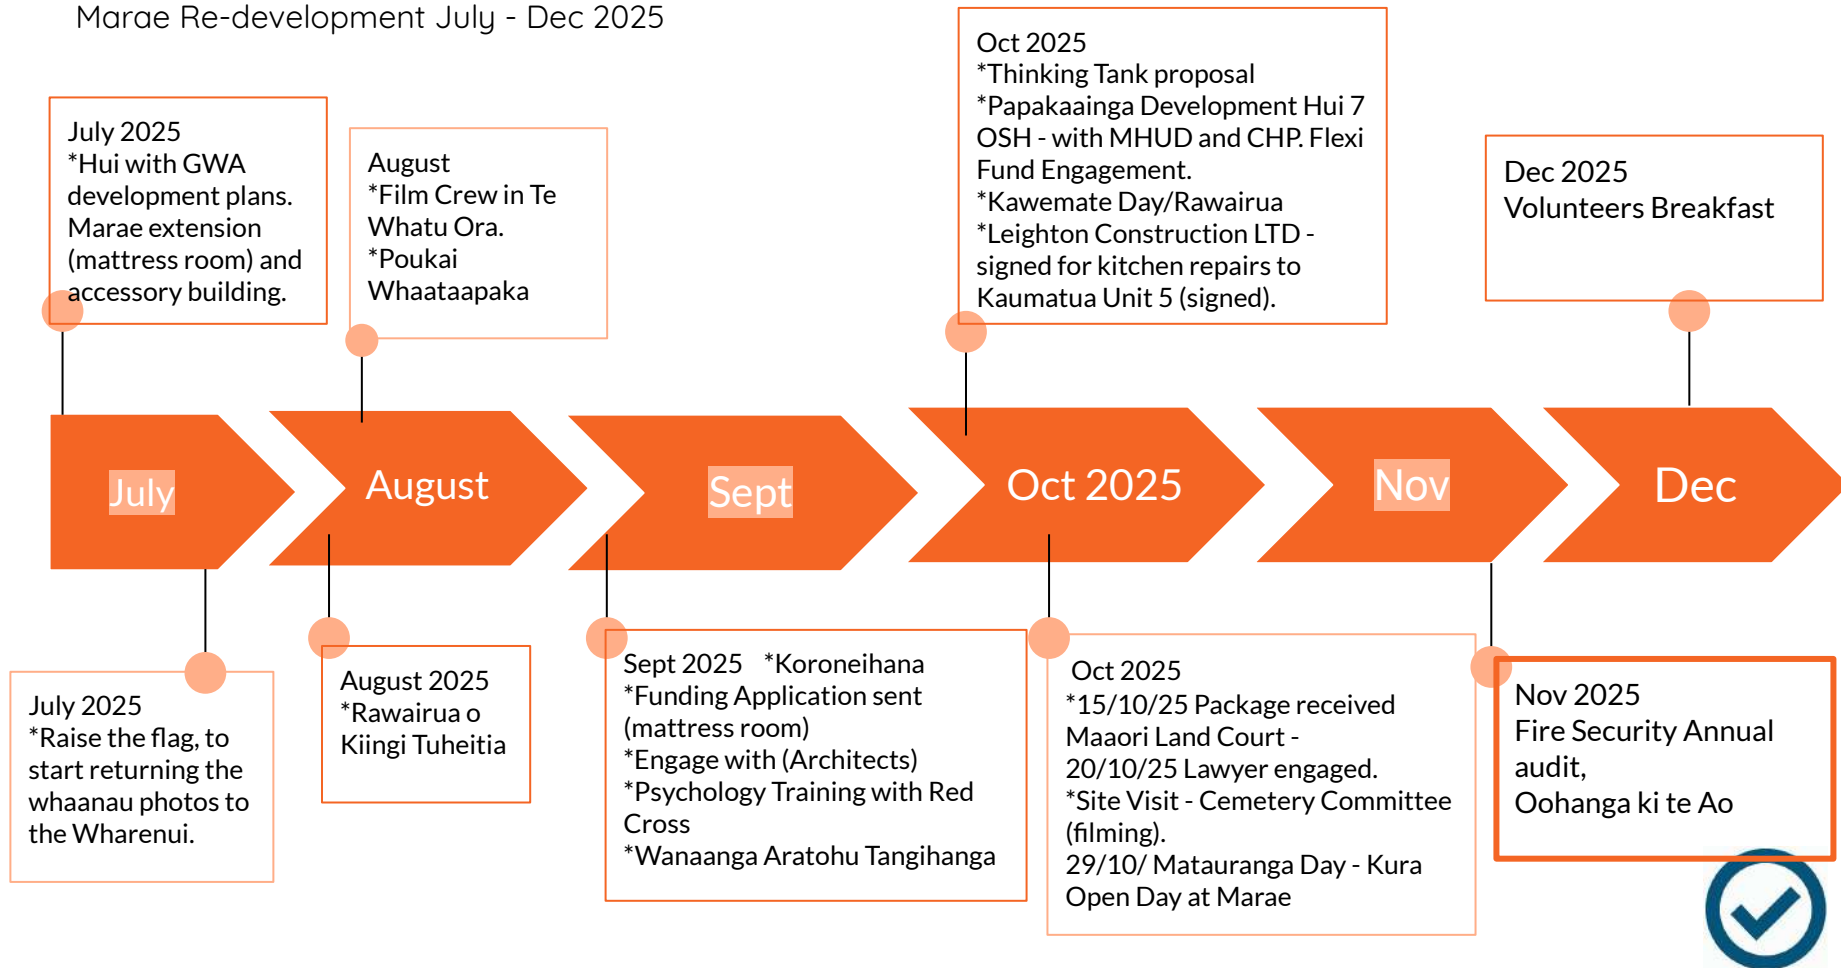 Marae Re-development July - Dec 2025
July 2025
*Hui with GWA
development plans.
Marae extension
(mattress room) and
accessory building.
August
*Film Crew in Te
Whatu Ora.
*Poukai
Whaataapaka
Oct 2025
*Thinking Tank proposal
*Papakaainga Development Hui 7
OSH - with MHUD and CHP. Flexi
Fund Engagement.
*Kawemate Day/Rawairua
*Leighton Construction LTD -
signed for kitchen repairs to
Kaumatua Unit 5 (signed).
Dec 2025
Volunteers Breakfast
July
August
Sept
Oct 2025
Nov
Dec
July 2025
*Raise the flag, to
start returning the
whaanau photos to
the Wharenui.
August 2025
*Rawairua o
Kiingi Tuheitia
Sept 2025 *Koroneihana
*Funding Application sent
(mattress room)
*Engage with (Architects)
*Psychology Training with Red
Cross
*Wanaanga Aratohu Tangihanga
Oct 2025
*15/10/25 Package received
Maaori Land Court -
20/10/25 Lawyer engaged.
*Site Visit - Cemetery Committee
(filming).
29/10/ Matauranga Day - Kura
Open Day at Marae
Nov 2025
Fire Security Annual
audit,
Oohanga ki te Ao